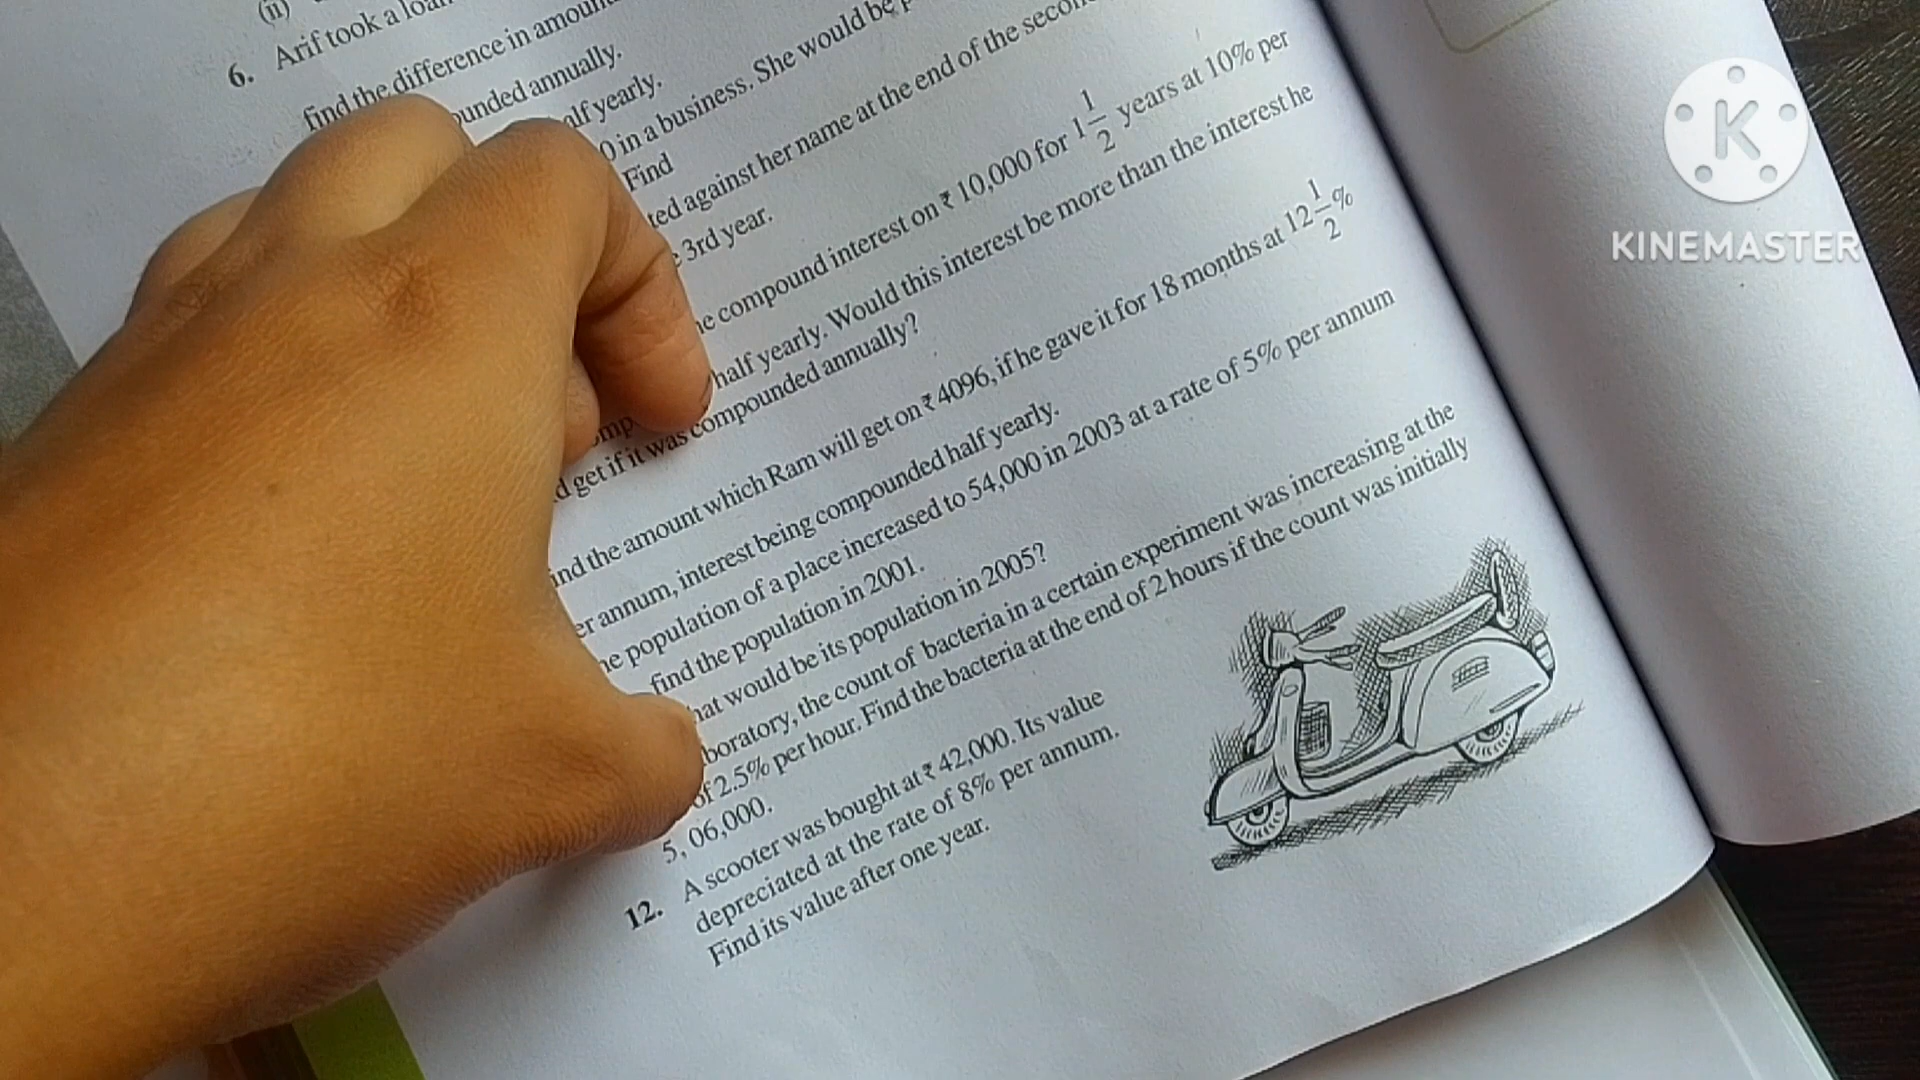 (ii)
6. Arif took a loan
find the difference in amoun
ounded annually.
alf yearly.
0 in a business. She would be p
Find
ted against her name at the end of the second
e 3rd year.
he compound interest on ₹ 10,000 for 1 1/2 years at 10% per
half yearly. Would this interest be more than the interest he
d get if it was compounded annually?
ind the amount which Ram will get on ₹ 4096, if he gave it for 18 months at 12 1/2 %
er annum, interest being compounded half yearly.
he population of a place increased to 54,000 in 2003 at a rate of 5% per annum
find the population in 2001.
hat would be its population in 2005?
boratory, the count of bacteria in a certain experiment was increasing at the
of 2.5% per hour. Find the bacteria at the end of 2 hours if the count was initially
5, 06,000.
12. A scooter was bought at ₹ 42,000. Its value
depreciated at the rate of 8% per annum.
Find its value after one year.
K
KINEMASTER